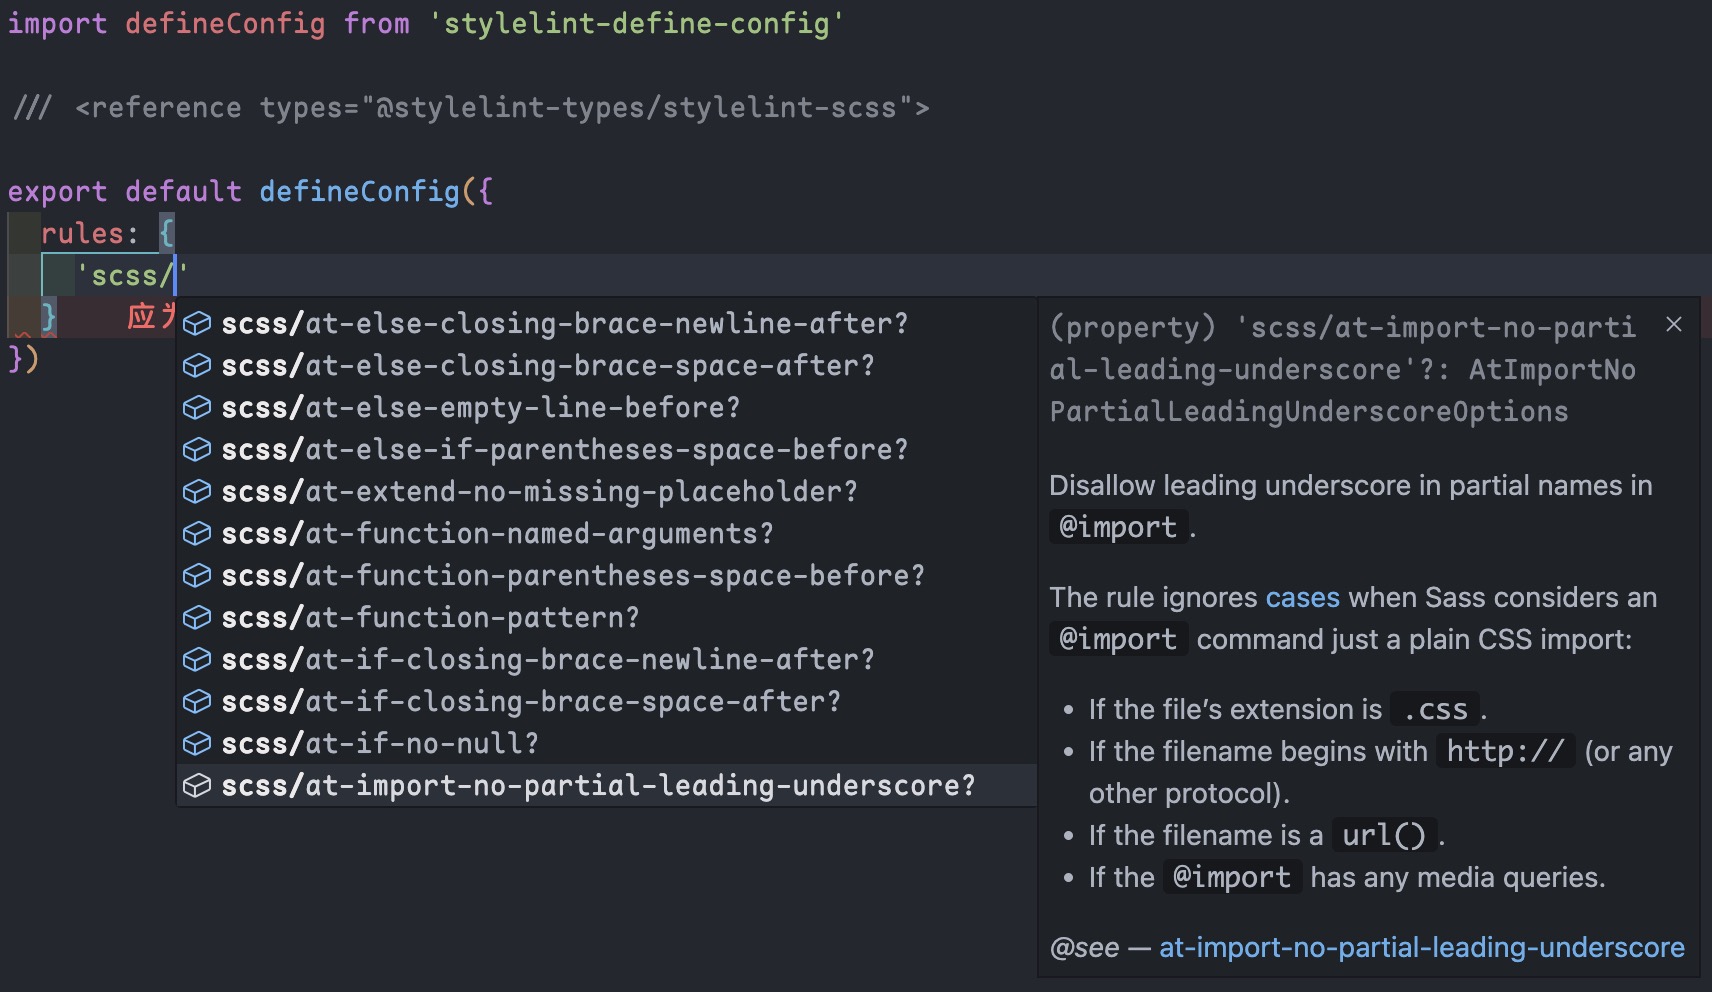 import defineConfig from 'stylelint-define-config'
/// <reference types="@stylelint-types/stylelint-scss">
export default defineConfig({
rules: {
'scss/'
} 应
})
scss/at-else-closing-brace-newline-after?
scss/at-else-closing-brace-space-after?
scss/at-else-empty-line-before?
scss/at-else-if-parentheses-space-before?
scss/at-extend-no-missing-placeholder?
scss/at-function-named-arguments?
scss/at-function-parentheses-space-before?
scss/at-function-pattern?
scss/at-if-closing-brace-newline-after?
scss/at-if-closing-brace-space-after?
scss/at-if-no-null?
scss/at-import-no-partial-leading-underscore?
(property) 'scss/at-import-no-parti
al-leading-underscore'?: AtImportNo
PartialLeadingUnderscoreOptions
Disallow leading underscore in partial names in
@import.
The rule ignores cases when Sass considers an
@import command just a plain CSS import:
• If the file’s extension is .css.
• If the filename begins with http:// (or any
other protocol).
• If the filename is a url().
• If the @import has any media queries.
@see — at-import-no-partial-leading-underscore